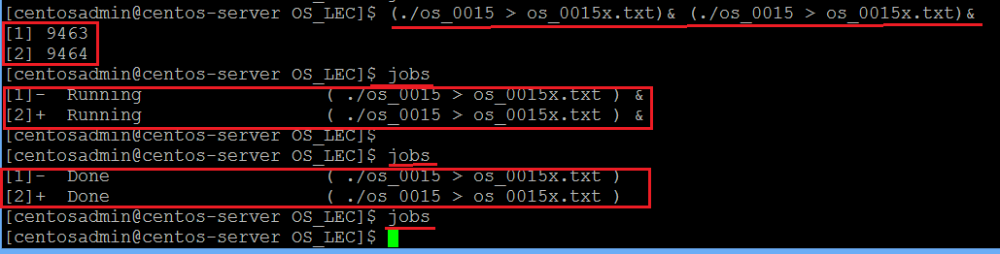 [centosadmin@centos-server OS_LEC]$ (./os_0015 > os_0015x.txt)& (./os_0015 > os_0015x.txt)&
[1] 9463
[2] 9464
[centosadmin@centos-server OS_LEC]$ jobs
[1]-  Running                 ( ./os_0015 > os_0015x.txt ) &
[2]+  Running                 ( ./os_0015 > os_0015x.txt ) &
[centosadmin@centos-server OS_LEC]$
[centosadmin@centos-server OS_LEC]$ jobs
[1]-  Done                    ( ./os_0015 > os_0015x.txt )
[2]+  Done                    ( ./os_0015 > os_0015x.txt )
[centosadmin@centos-server OS_LEC]$ jobs
[centosadmin@centos-server OS_LEC]$